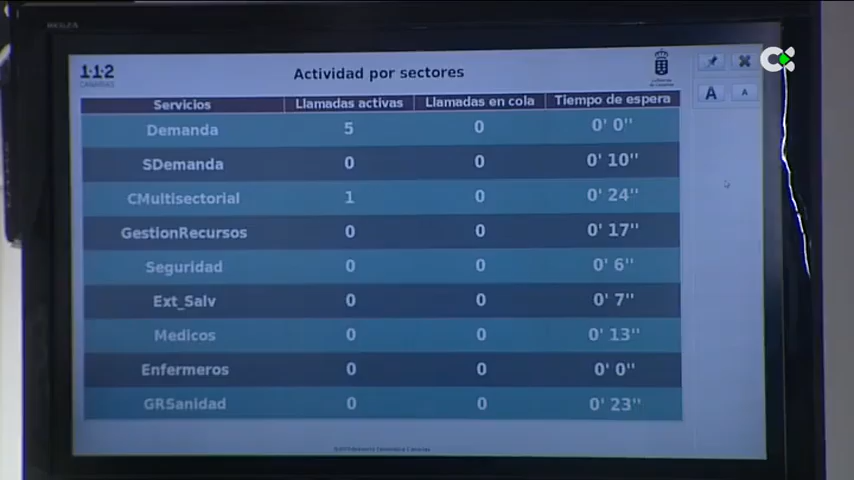 1·1·2
CANARIAS
Actividad por sectores
Servicios Llamadas activas Llamadas en cola Tiempo de espera
Demanda 5 0 0' 0''
SDemanda 0 0 0' 10''
CMultisectorial 1 0 0' 24''
GestionRecursos 0 0 0' 17''
Seguridad 0 0 0' 6''
Ext_Salv 0 0 0' 7''
Medicos 0 0 0' 13''
Enfermeros 0 0 0' 0''
GRSanidad 0 0 0' 23''
A A